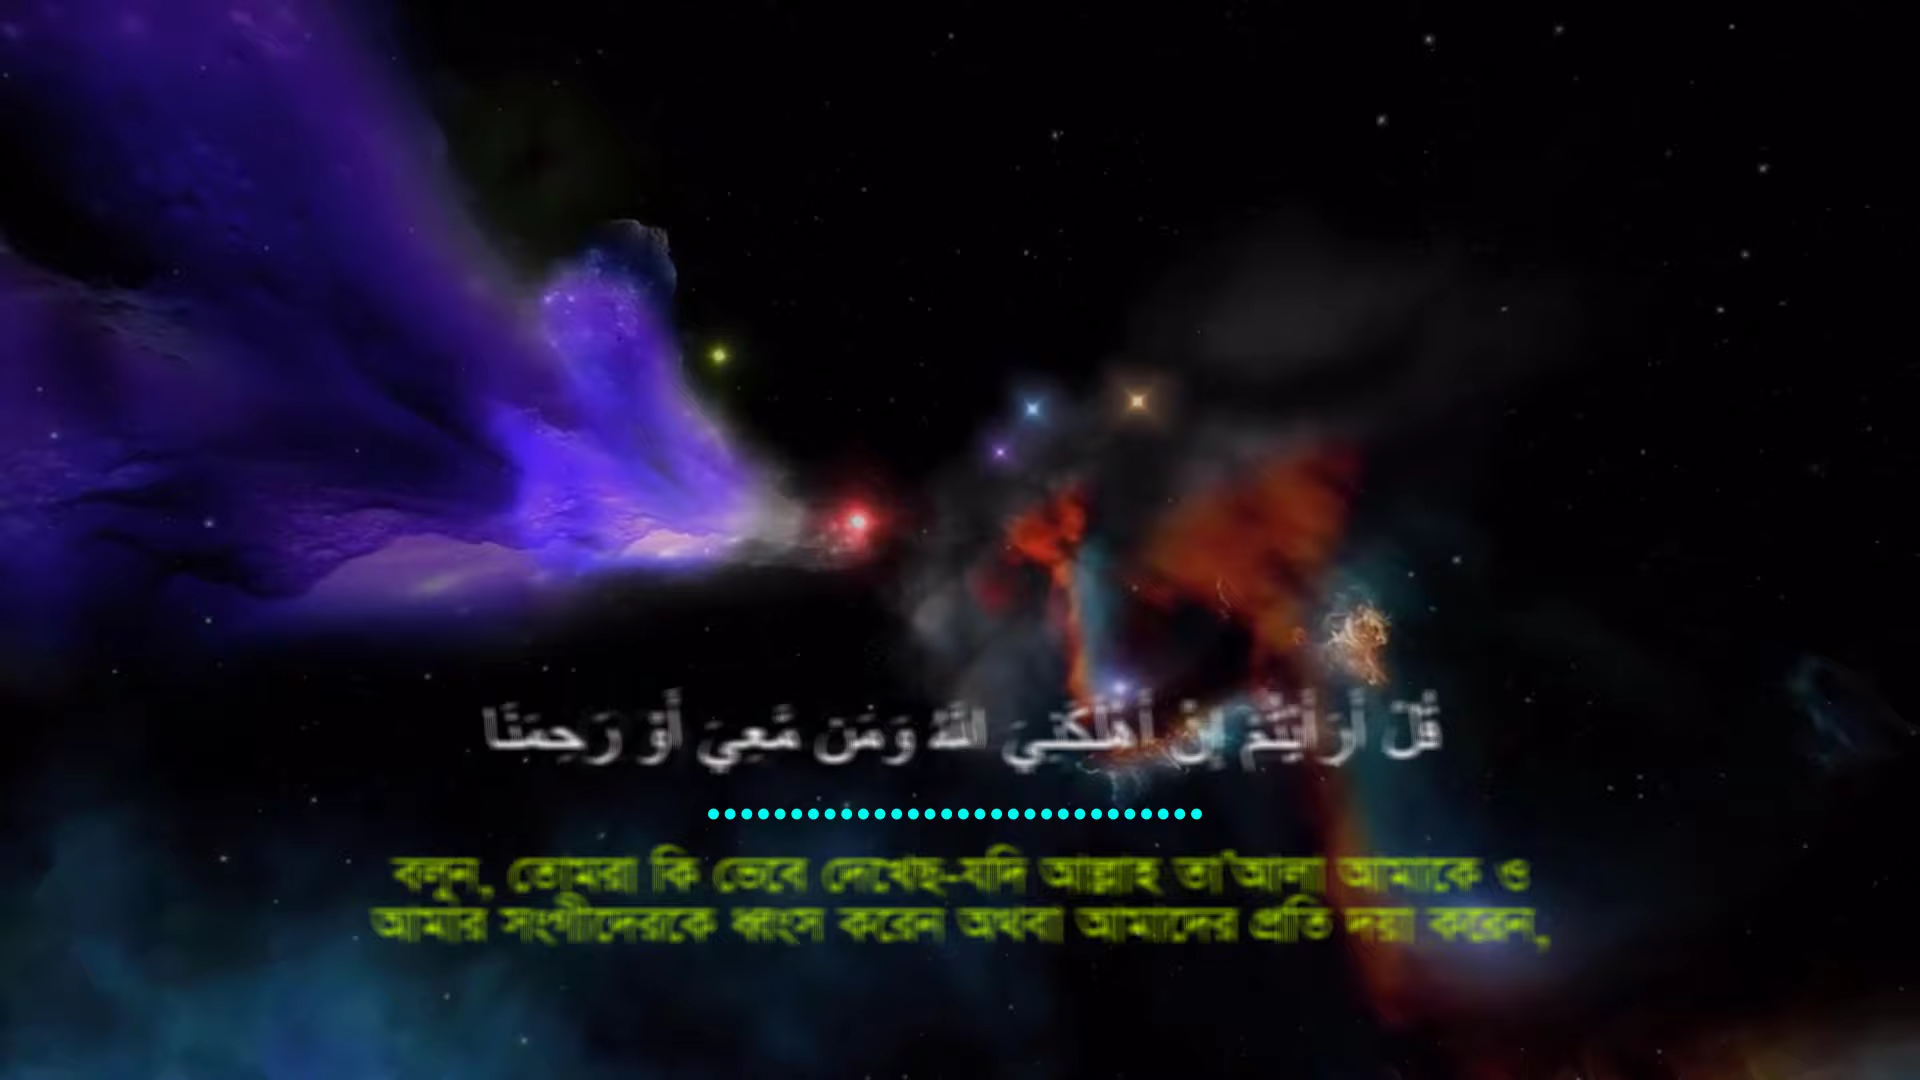 قُلْ أَرَأَيْتُمْ إِنْ أَهْلَكَنِيَ اللَّهُ وَمَن مَّعِيَ أَوْ رَحِمَنَا
বলুন, তোমরা কি ভেবে দেখেছ-যদি আল্লাহ তা'আলা আমাকে ও
আমার সংগীদেরকে ধ্বংস করেন অথবা আমাদের প্রতি দয়া করেন,